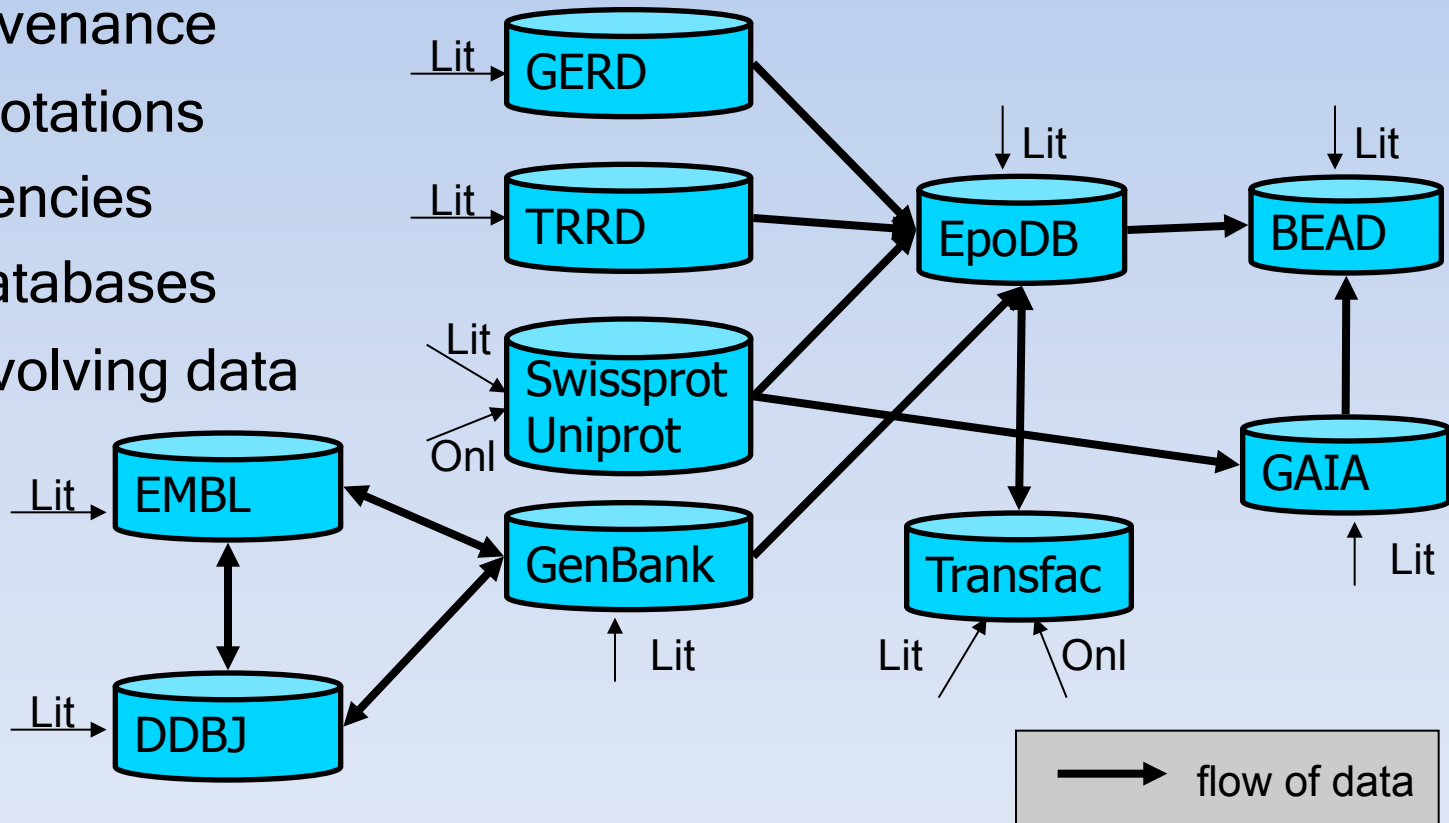 venance
otations
encies
atabases
volving data
Lit
GERD
Lit
TRRD
Lit
Onl
Swissprot
Uniprot
Lit
EMBL
Lit
DDBJ
GenBank
Lit
Lit
EpoDB
Lit
BEAD
Transfac
Lit
Onl
GAIA
Lit
flow of data